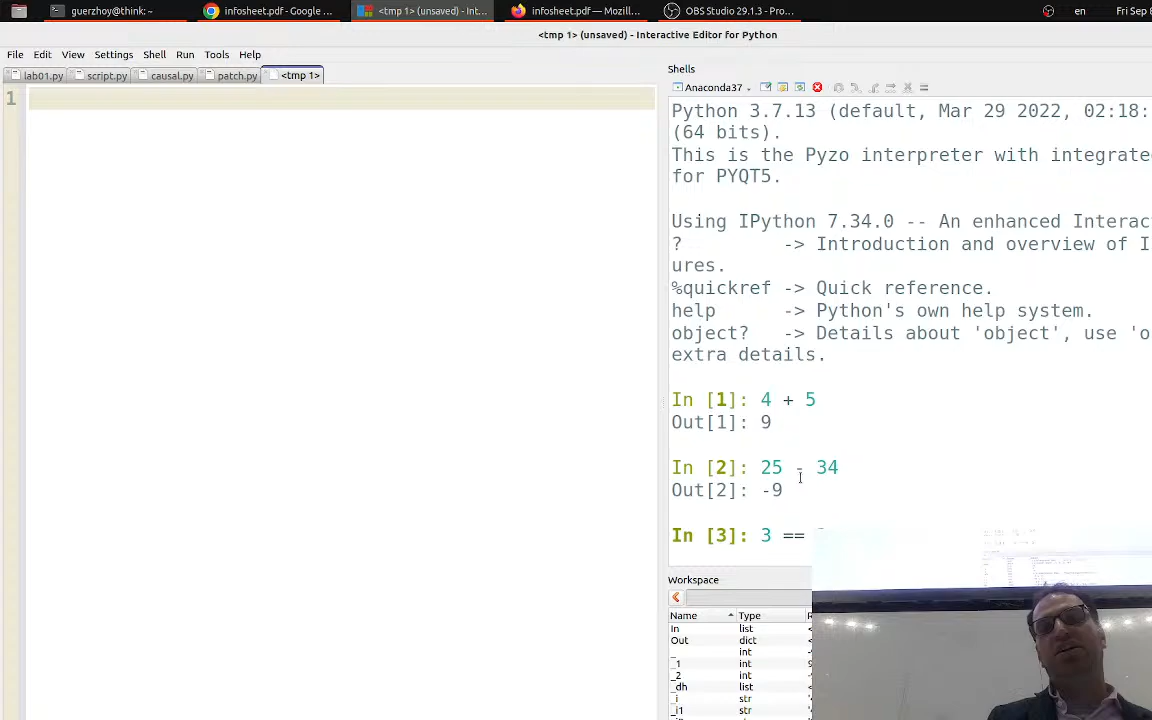 guerzhoy@think: ~
infosheet.pdf - Google ...
<tmp 1> (unsaved) - Int...
infosheet.pdf — Mozill...
OBS Studio 29.1.3 - Pro...
en
Fri Sep
<tmp 1> (unsaved) - Interactive Editor for Python
File Edit View Settings Shell Run Tools Help
lab01.py script.py causal.py patch.py <tmp 1>
1
Shells
Anaconda37
Python 3.7.13 (default, Mar 29 2022, 02:18:
(64 bits).
This is the Pyzo interpreter with integrate
for PYQT5.
Using IPython 7.34.0 -- An enhanced Interac
? -> Introduction and overview of I
ures.
%quickref -> Quick reference.
help -> Python's own help system.
object? -> Details about 'object', use 'o
extra details.
In [1]: 4 + 5
Out[1]: 9
In [2]: 25 - 34
Out[2]: -9
In [3]: 3 ==
Workspace
Name Type
In list
Out dict
_ int
_1 int 9
_2 int
_dh list
_i str
_i1 str